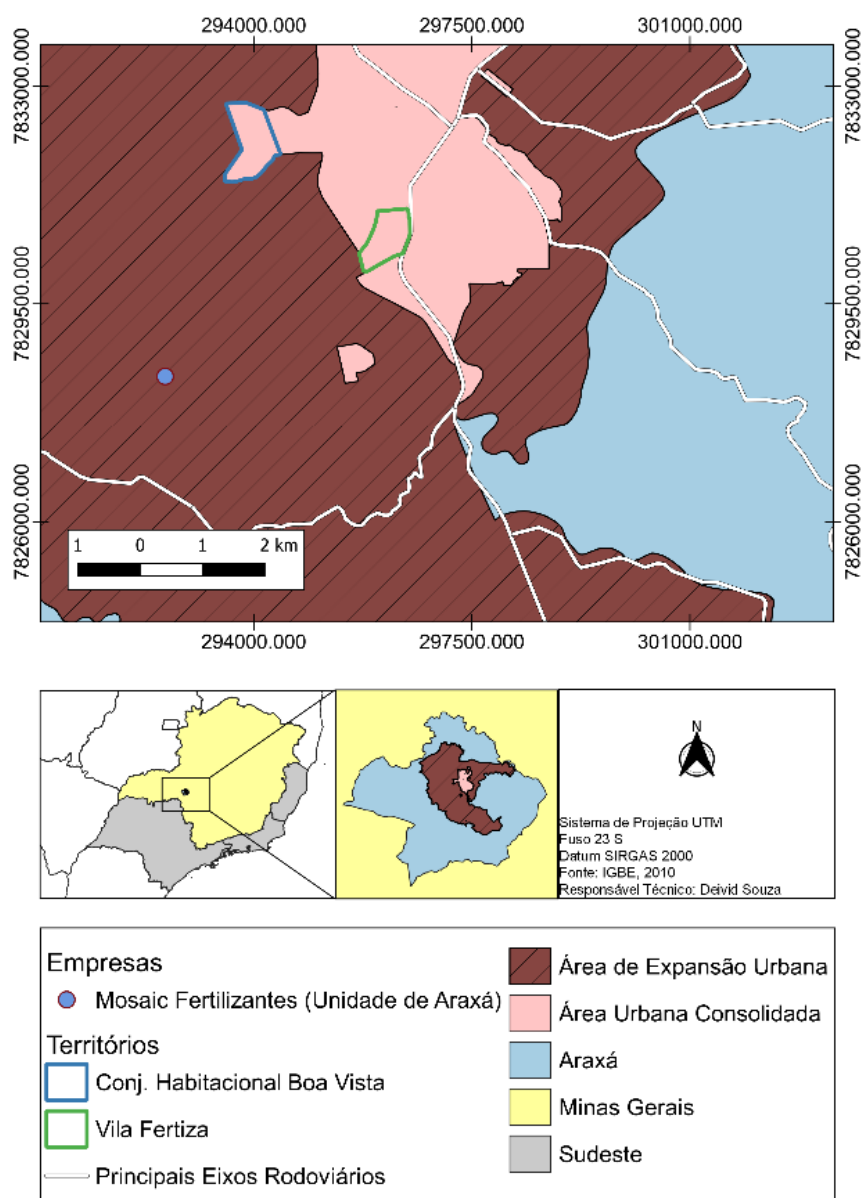 294000.000 297500.000 301000.000
7833000.000 7833000.000
7829500.000 7829500.000
7826000.000 7826000.000
1 0 1 2 km
294000.000 297500.000 301000.000
N
Sistema de Projeção UTM
Fuso 23 S
Datum SIRGAS 2000
Fonte: IGBE, 2010
Responsável Técnico: Deivid Souza
Empresas
Mosaic Fertilizantes (Unidade de Araxá)
Territórios
Conj. Habitacional Boa Vista
Vila Fertiza
Principais Eixos Rodoviários
Área de Expansão Urbana
Área Urbana Consolidada
Araxá
Minas Gerais
Sudeste